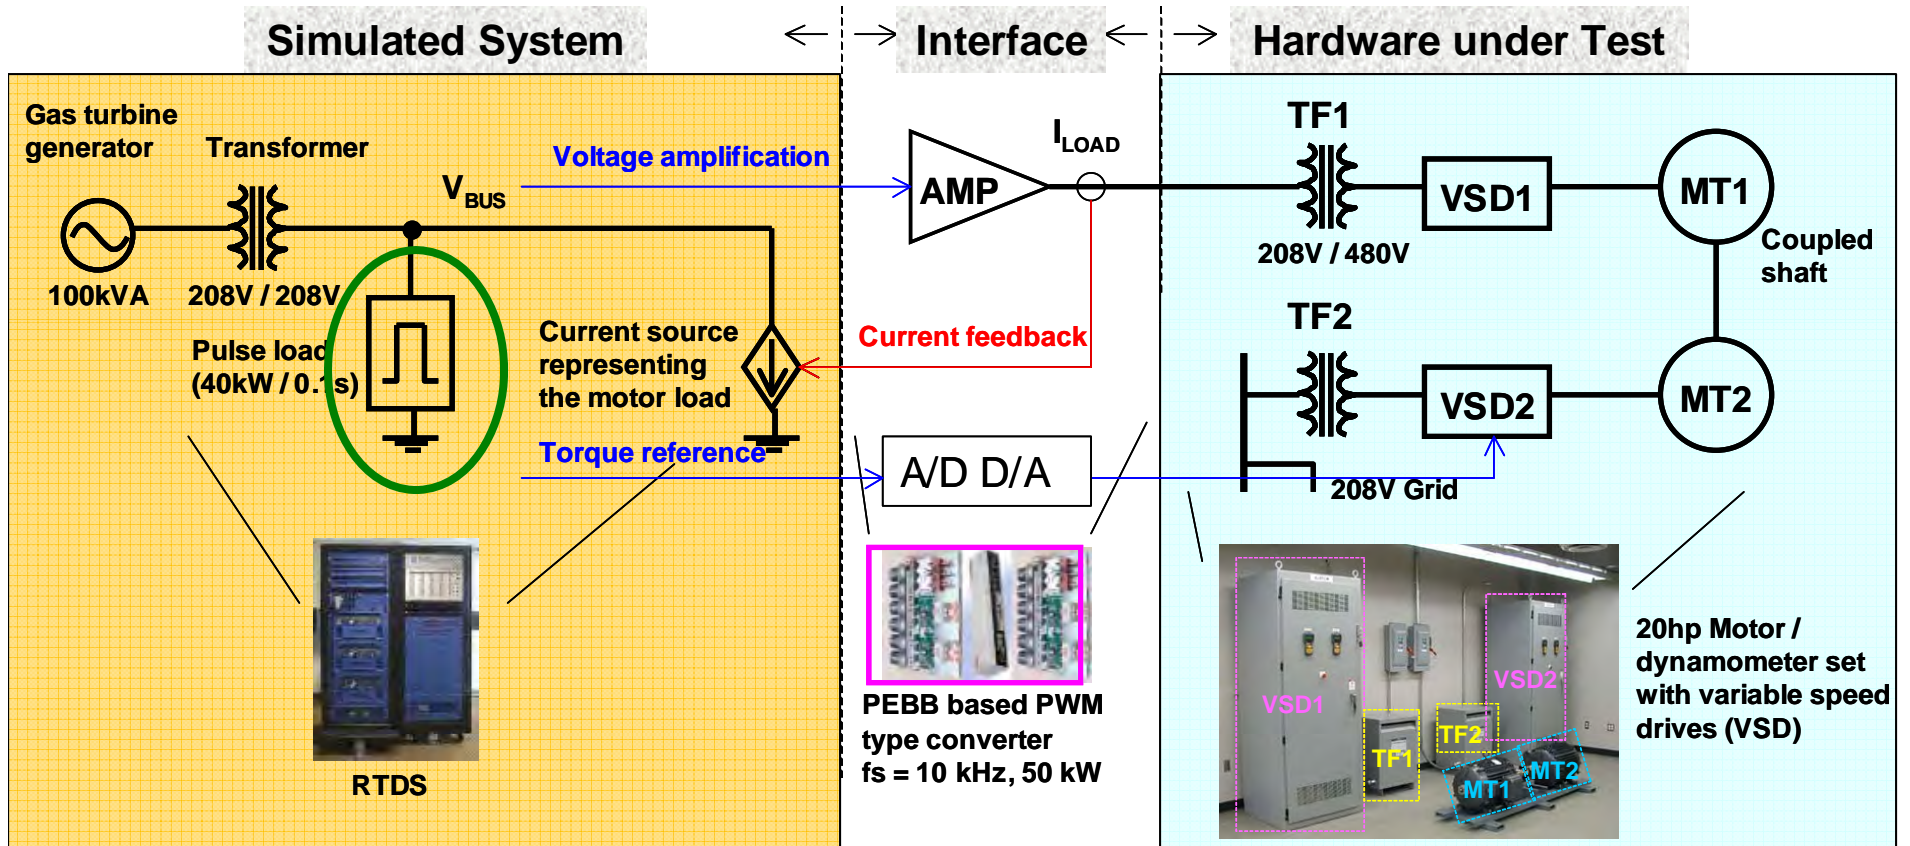 Simulated System
Interface
Hardware under Test
Gas turbine
generator
Transformer
100kVA
208V / 208V
V_BUS
Voltage amplification
Pulse load
(40kW / 0.1s)
Current source
representing
the motor load
Torque reference
RTDS
AMP
I_LOAD
Current feedback
A/D D/A
PEBB based PWM
type converter
fs = 10 kHz, 50 kW
TF1
208V / 480V
VSD1
MT1
Coupled
shaft
TF2
VSD2
MT2
208V Grid
VSD1
TF1
TF2
VSD2
MT1
MT2
20hp Motor /
dynamometer set
with variable speed
drives (VSD)